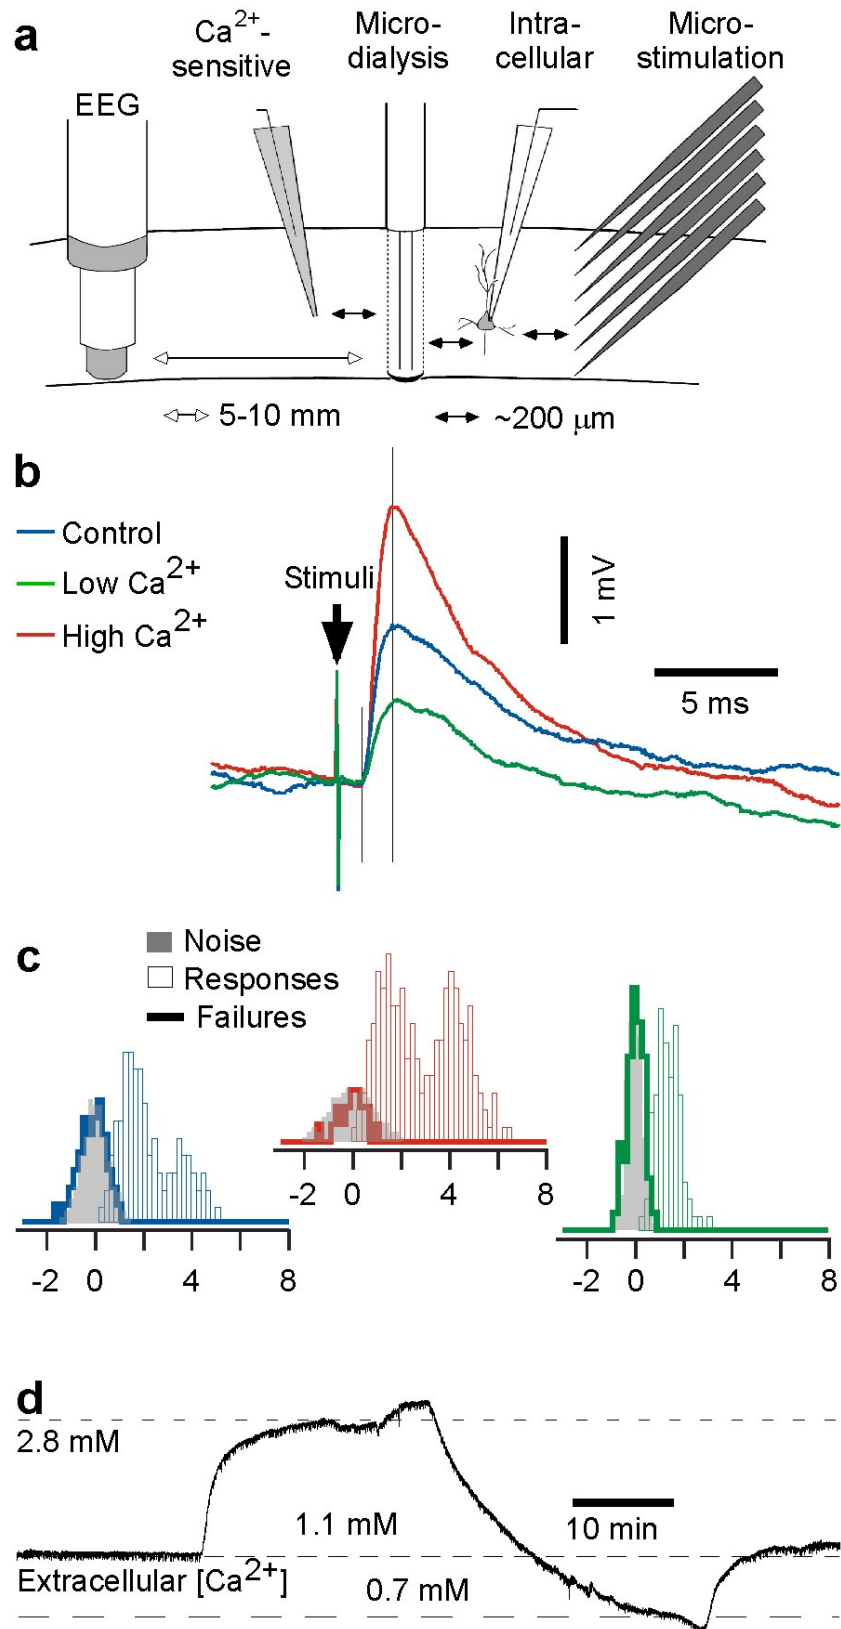 a
Ca2+-
sensitive
Micro-
dialysis
Intra-
cellular
Micro-
stimulation
EEG
5-10 mm
~200 μm
b
Control
Low Ca2+
High Ca2+
Stimuli
1 mV
5 ms
c
Noise
Responses
Failures
-2 0 4 8
-2 0 4 8
-2 0 4 8
d
2.8 mM
1.1 mM
10 min
Extracellular [Ca2+]
0.7 mM